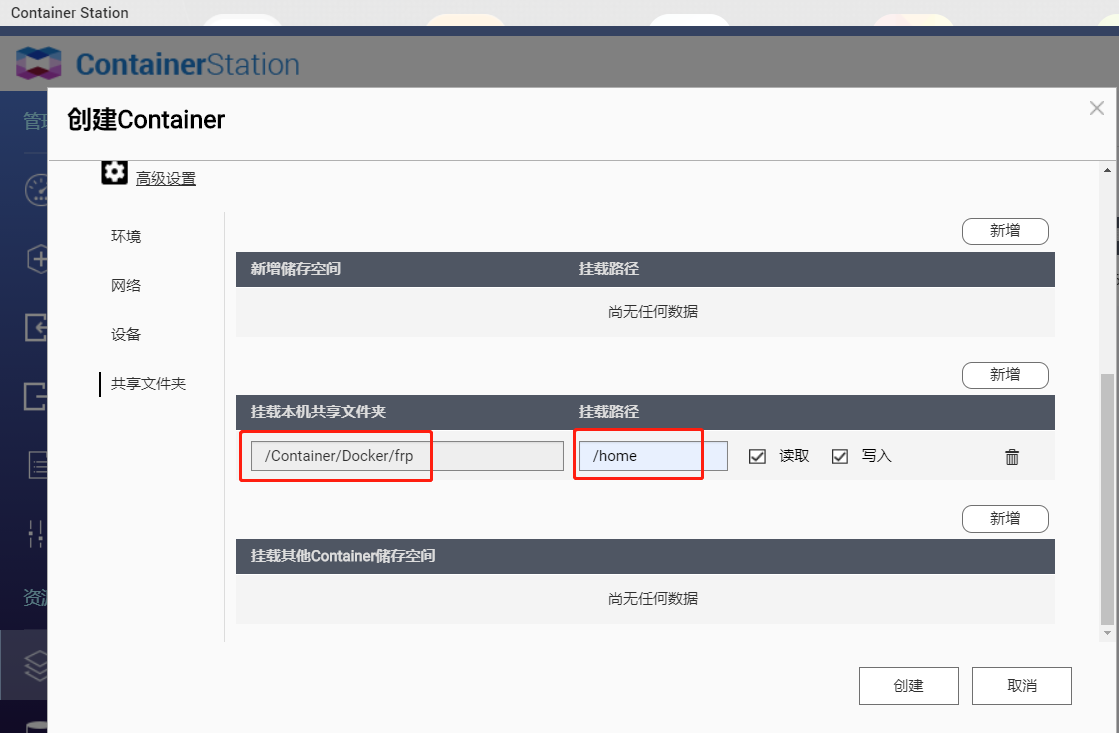 Container Station
ContainerStation
管理
创建Container
高级设置
环境
网络
设备
共享文件夹
新增
新增储存空间 挂载路径
尚无任何数据
新增
挂载本机共享文件夹 挂载路径
/Container/Docker/frp /home 读取 写入
新增
挂载其他Container储存空间
尚无任何数据
创建 取消